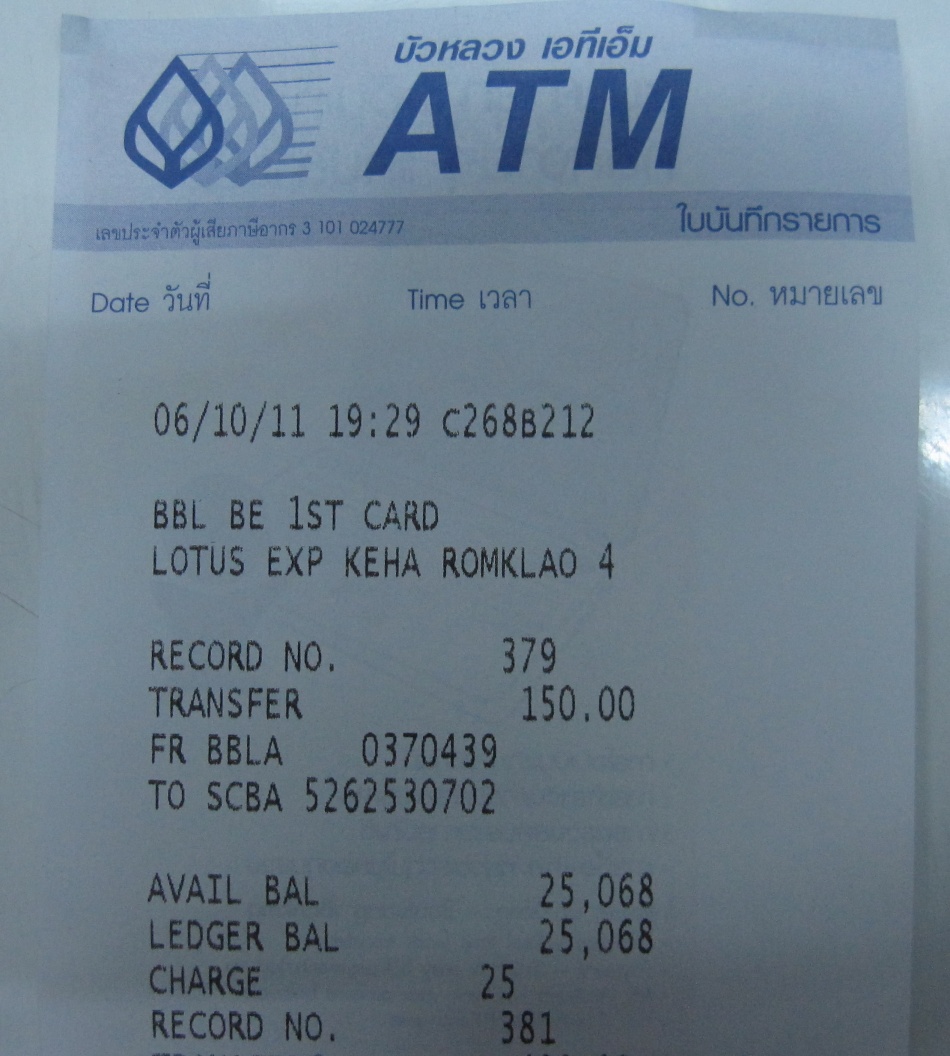 บัวหลวง เอทีเอ็ม
ATM
เลขประจำตัวผู้เสียภาษีอากร 3 101 024777 ใบบันทึกรายการ
Date วันที่ Time เวลา No. หมายเลข
06/10/11 19:29 C268B212
BBL BE 1ST CARD
LOTUS EXP KEHA ROMKLAO 4
RECORD NO. 379
TRANSFER 150.00
FR BBLA 0370439
TO SCBA 5262530702
AVAIL BAL 25,068
LEDGER BAL 25,068
CHARGE 25
RECORD NO. 381